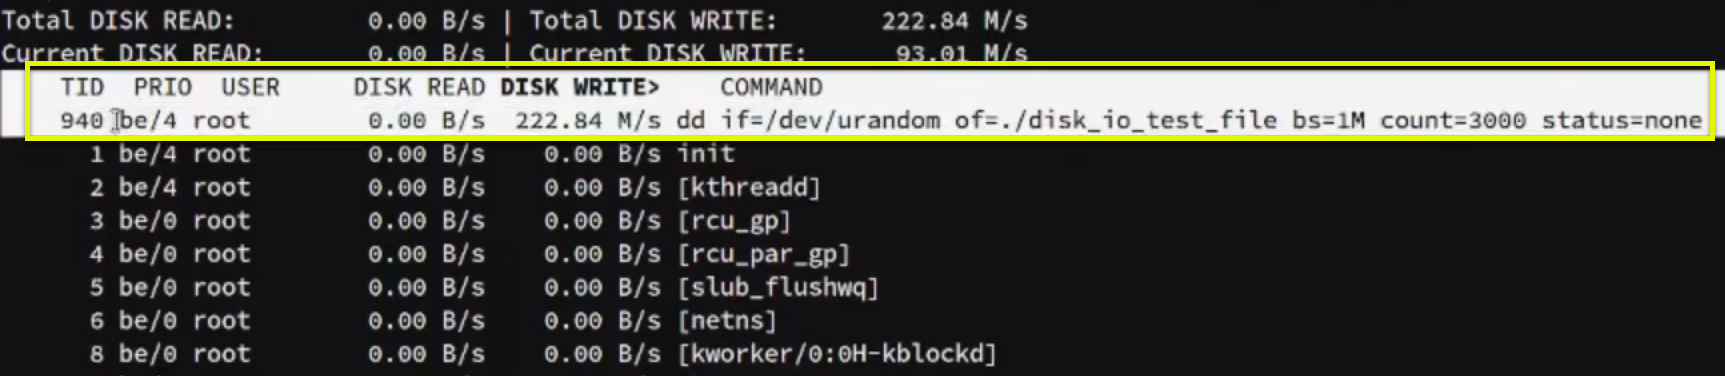 Total DISK READ: 0.00 B/s | Total DISK WRITE: 222.84 M/s
Current DISK READ: 0.00 B/s | Current DISK WRITE: 93.01 M/s
TID PRIO USER DISK READ DISK WRITE> COMMAND
940 be/4 root 0.00 B/s 222.84 M/s dd if=/dev/urandom of=./disk_io_test_file bs=1M count=3000 status=none
1 be/4 root 0.00 B/s 0.00 B/s init
2 be/4 root 0.00 B/s 0.00 B/s [kthreadd]
3 be/0 root 0.00 B/s 0.00 B/s [rcu_gp]
4 be/0 root 0.00 B/s 0.00 B/s [rcu_par_gp]
5 be/0 root 0.00 B/s 0.00 B/s [slub_flushwq]
6 be/0 root 0.00 B/s 0.00 B/s [netns]
8 be/0 root 0.00 B/s 0.00 B/s [kworker/0:0H-kblockd]